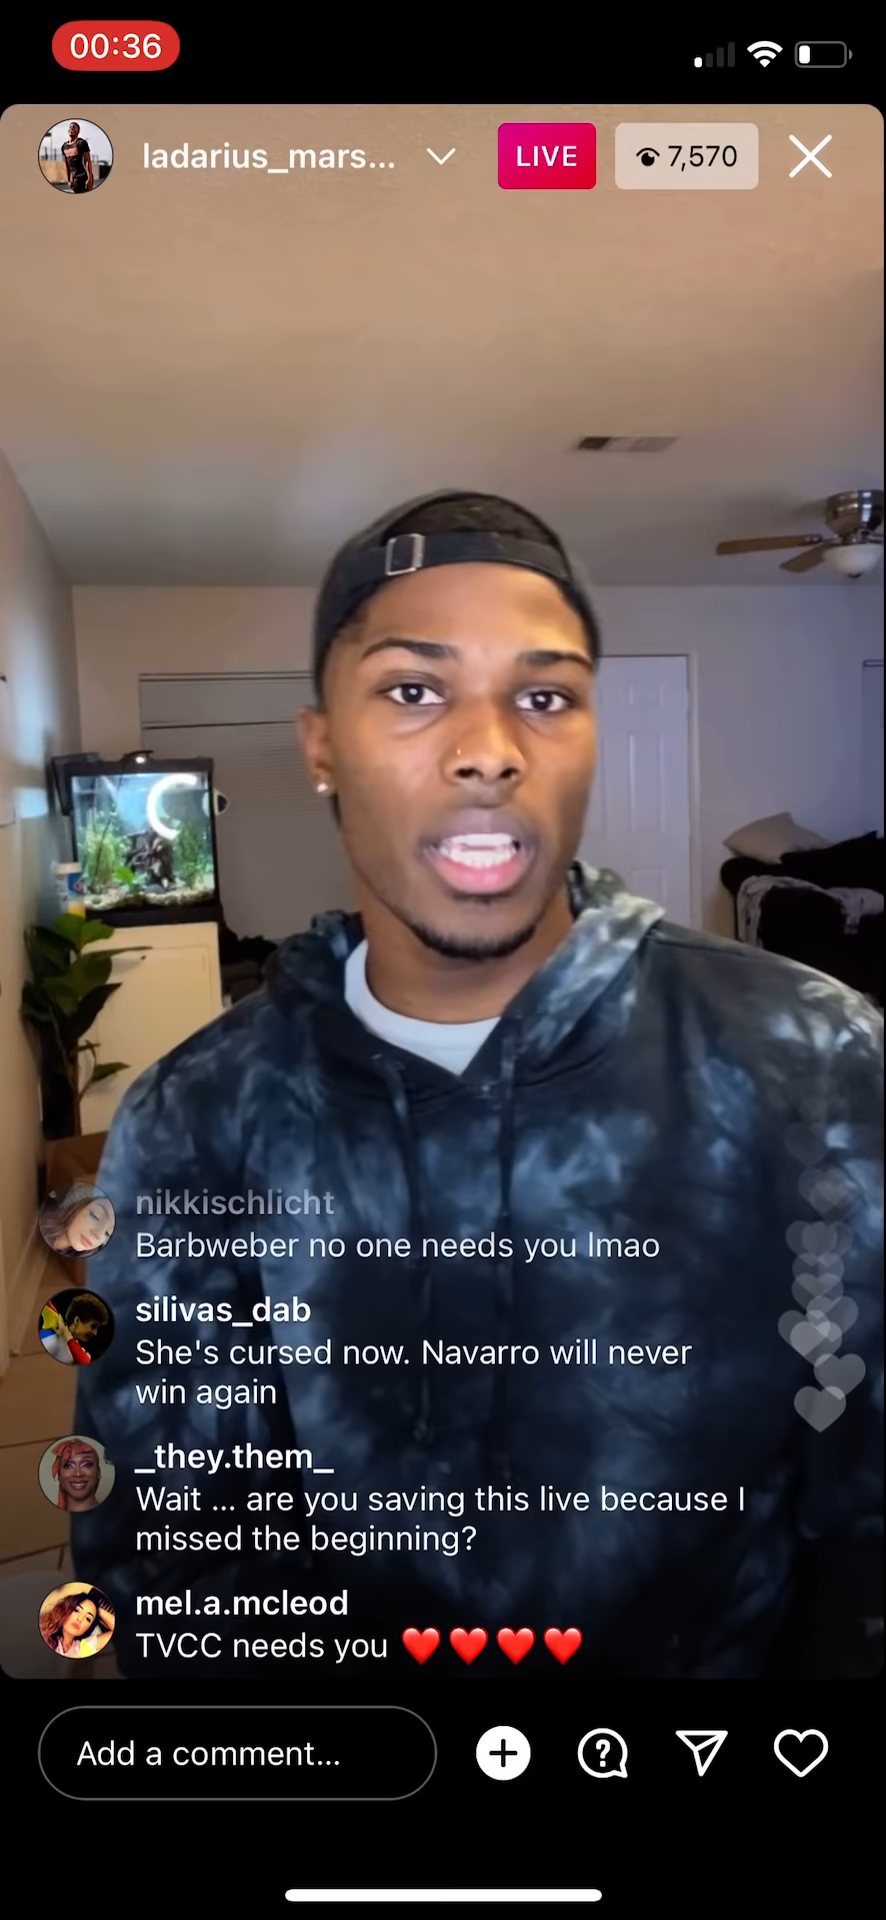 00:36
ladarius_mars...
LIVE
7,570
nikkischlicht
Barbweber no one needs you lmao
silivas_dab
She's cursed now. Navarro will never
win again
_they.them_
Wait ... are you saving this live because I
missed the beginning?
mel.a.mcleod
TVCC needs you ❤️❤️❤️❤️
Add a comment...